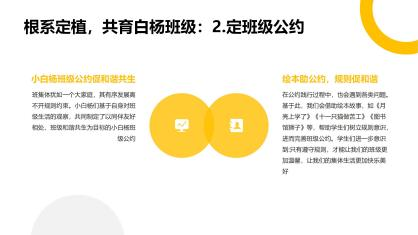 根系定植，共育白杨班级：2.定班级公约
小白杨班级公约促和谐共生
班集体犹如一个大家庭，其有序发展离
不开规则约束。小白杨们基于自身对班
级生活的观察，共同制定了以同伴友好
相处、班级和谐共生为目标的小白杨班
级公约
绘本助公约，规则促和谐
在公约践行过程中，也会遇到各类问题。
基于此，我们会借助绘本故事，如《月
亮上学了》《十一只猫做苦工》《图书
馆狮子》等，帮助学生们树立规则意识，
进而完善班级公约。学生们进一步意识
到:只有遵守规则，才能让我们的班级更
加温馨，让我们的集体生活更加快乐美
好